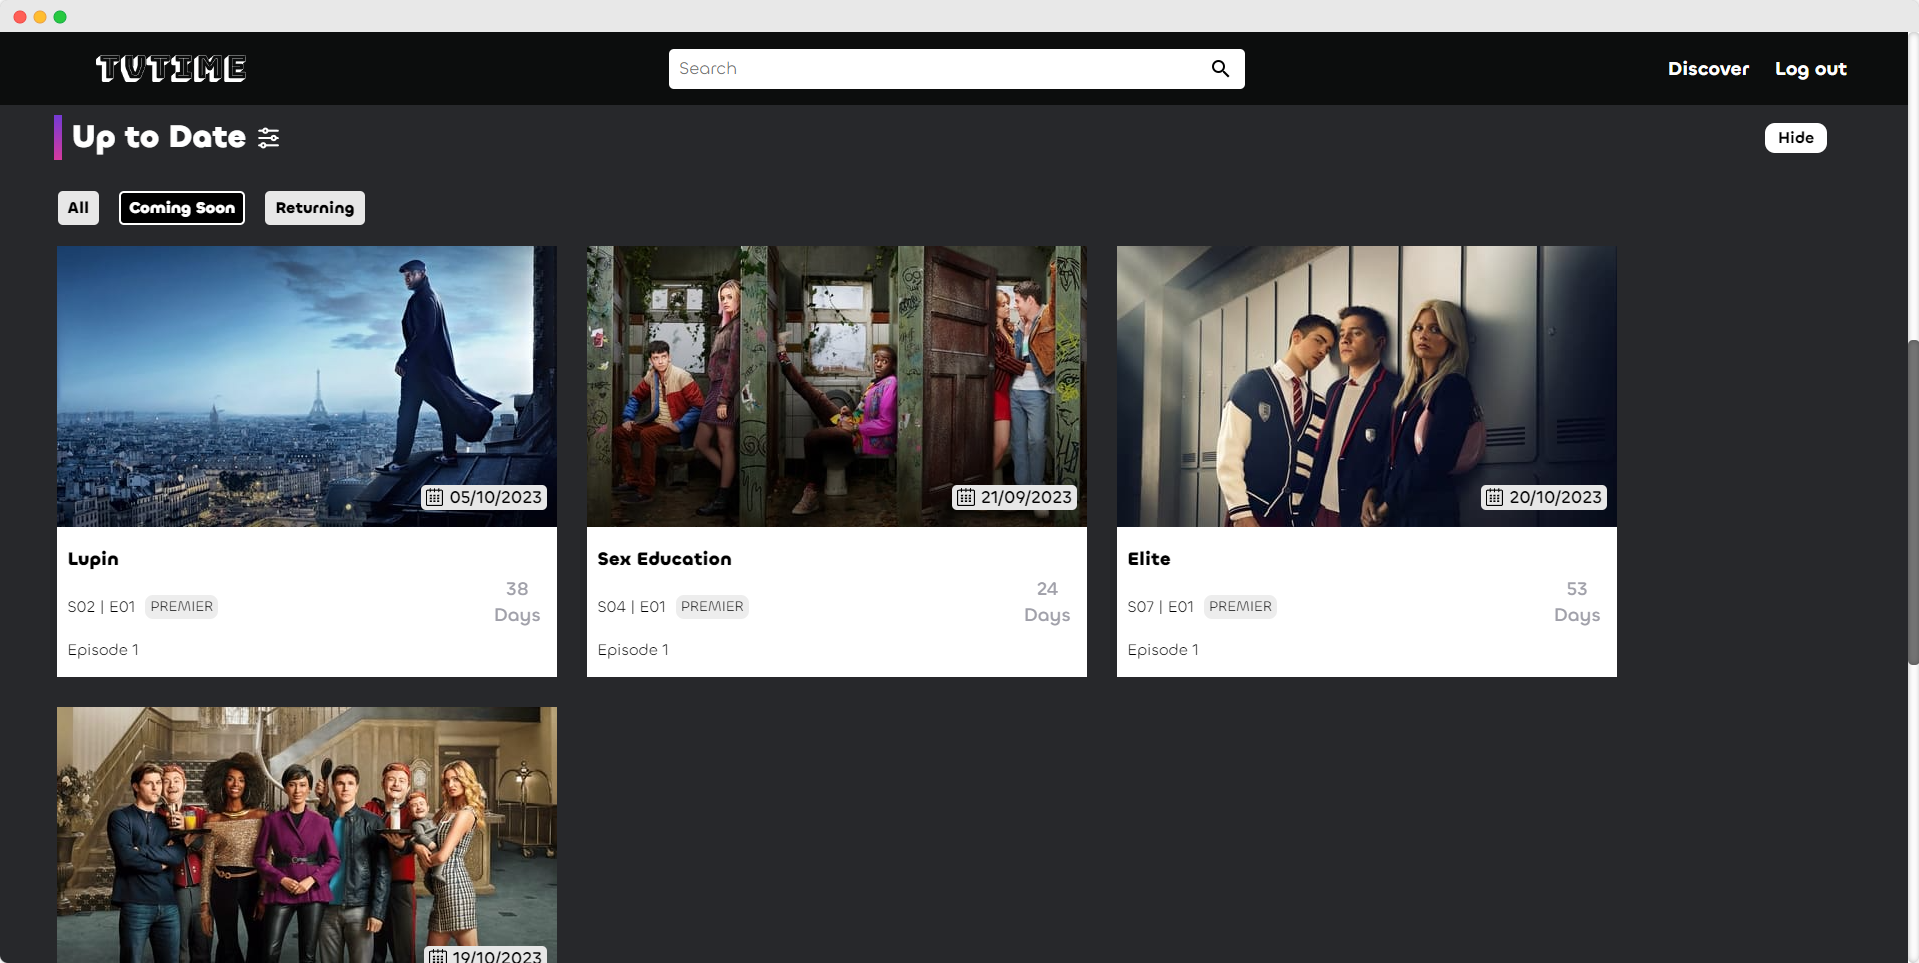 TVTIME
Search
Discover
Log out
Up to Date
Hide
All
Coming Soon
Returning
05/10/2023
21/09/2023
20/10/2023
Lupin
38
Days
S02 | E01 PREMIER
Episode 1
Sex Education
24
Days
S04 | E01 PREMIER
Episode 1
Elite
53
Days
S07 | E01 PREMIER
Episode 1
19/10/2023